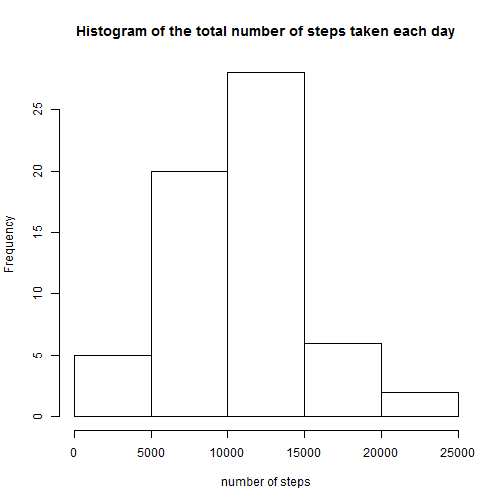 Histogram of the total number of steps taken each day
25
20
15
10
5
0
Frequency
0 5000 10000 15000 20000 25000
number of steps